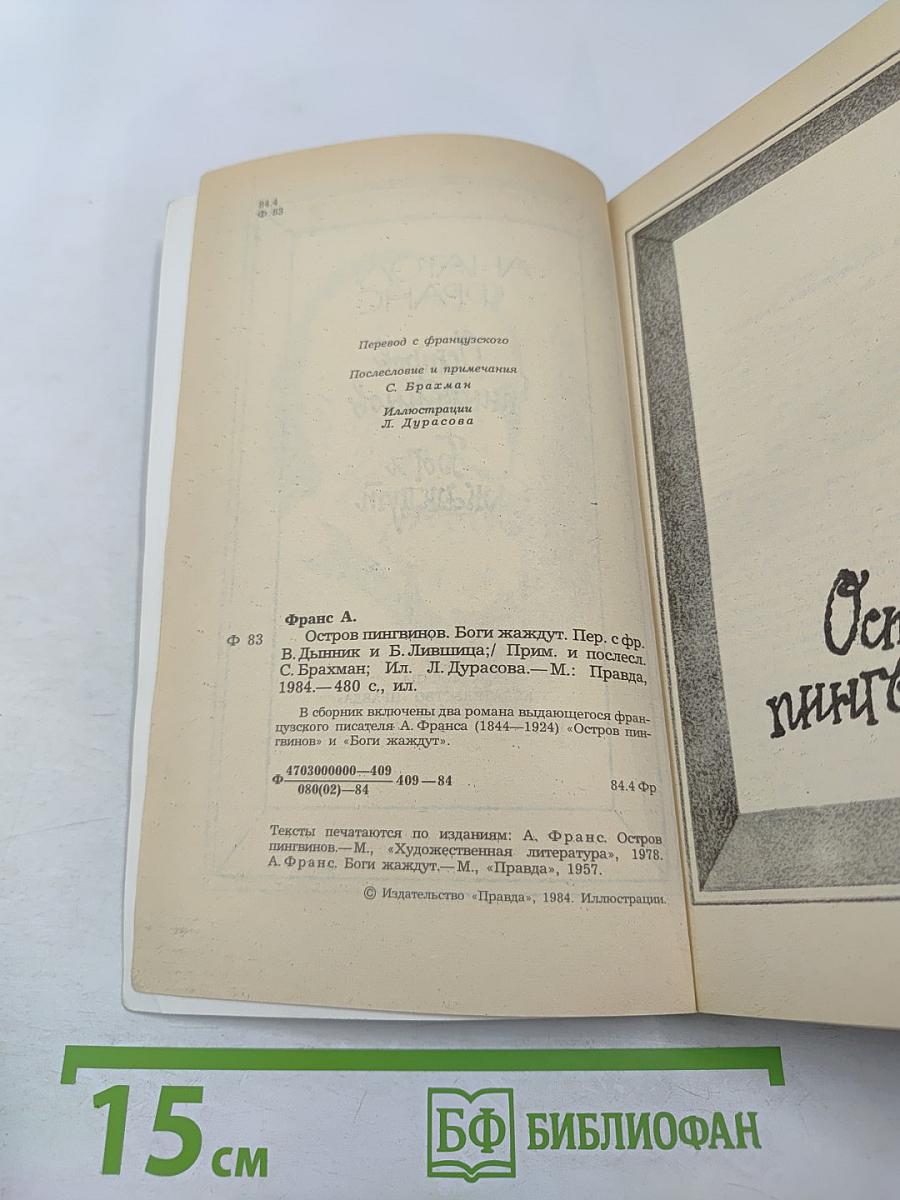 84.4
Ф 83
Перевод с французского
Послесловие и примечания
С. Брахман
Иллюстрации
Л. Дурасова
Франс А.
Ф 83
Остров пингвинов. Боги жаждут. Пер. с фр.
В. Дынник и Б. Лившица;/ Прим. и послесл.
С. Брахман; Ил. Л. Дурасова.— М.: Правда,
1984.— 480 с., ил.
В сборник включены два романа выдающегося фран-
цузского писателя А. Франса (1844—1924) «Остров пин-
гвинов» и «Боги жаждут».
Ф 4703000000—409 409—84
080(02)—84
84.4 Фр
Тексты печатаются по изданиям: А. Франс. Остров
пингвинов.— М., «Художественная литература», 1978.
А. Франс. Боги жаждут.— М., «Правда», 1957.
© Издательство «Правда», 1984. Иллюстрации.
Ост
пингв
15 см
БФ БИБЛИОФАН